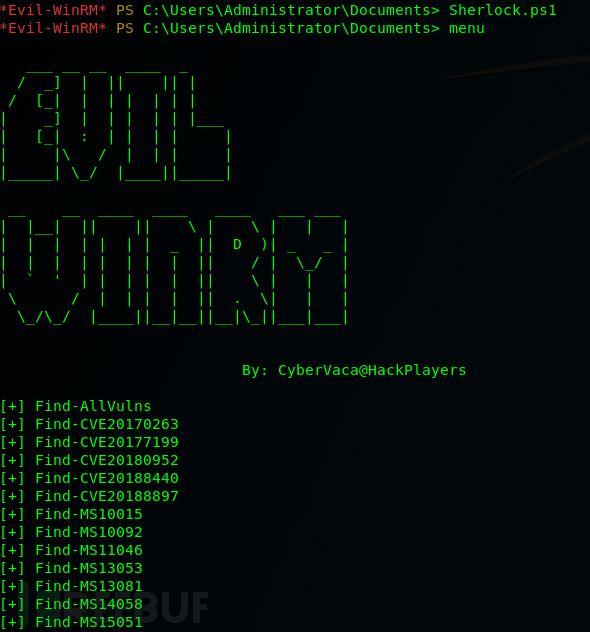 *Evil-WinRM* PS C:\Users\Administrator\Documents> Sherlock.ps1
*Evil-WinRM* PS C:\Users\Administrator\Documents> menu
EVIL
WINRM
By: CyberVaca@HackPlayers
[+] Find-AllVulns
[+] Find-CVE20170263
[+] Find-CVE20177199
[+] Find-CVE20180952
[+] Find-CVE20188440
[+] Find-CVE20188897
[+] Find-MS10015
[+] Find-MS10092
[+] Find-MS11046
[+] Find-MS13053
[+] Find-MS13081
[+] Find-MS14058
[+] Find-MS15051